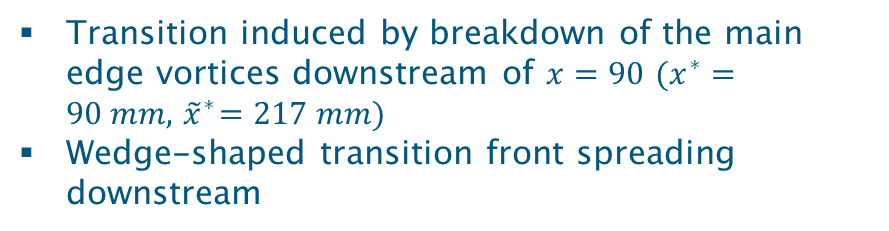 ▪ Transition induced by breakdown of the main
edge vortices downstream of x = 90 (x* =
90 mm, x̃* = 217 mm)
▪ Wedge-shaped transition front spreading
downstream